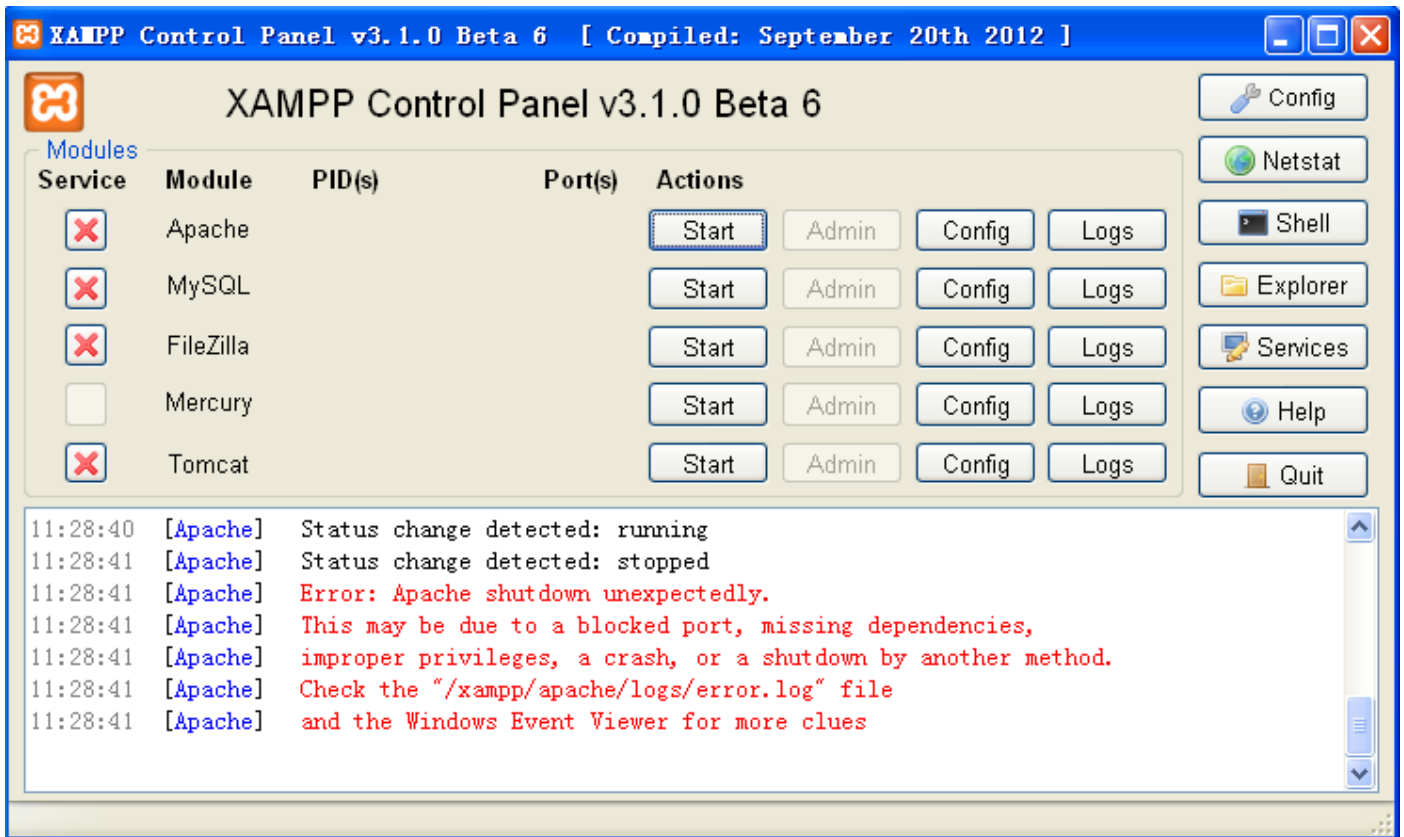 XAMPP Control Panel v3.1.0 Beta 6 [ Compiled: September 20th 2012 ]
XAMPP Control Panel v3.1.0 Beta 6
Config
Modules
Netstat
Service Module PID(s) Port(s) Actions
Apache Start Admin Config Logs
Shell
MySQL Start Admin Config Logs
Explorer
FileZilla Start Admin Config Logs
Services
Mercury Start Admin Config Logs
Help
Tomcat Start Admin Config Logs
Quit
11:28:40 [Apache] Status change detected: running
11:28:41 [Apache] Status change detected: stopped
11:28:41 [Apache] Error: Apache shutdown unexpectedly.
11:28:41 [Apache] This may be due to a blocked port, missing dependencies,
11:28:41 [Apache] improper privileges, a crash, or a shutdown by another method.
11:28:41 [Apache] Check the "/xampp/apache/logs/error.log" file
11:28:41 [Apache] and the Windows Event Viewer for more clues